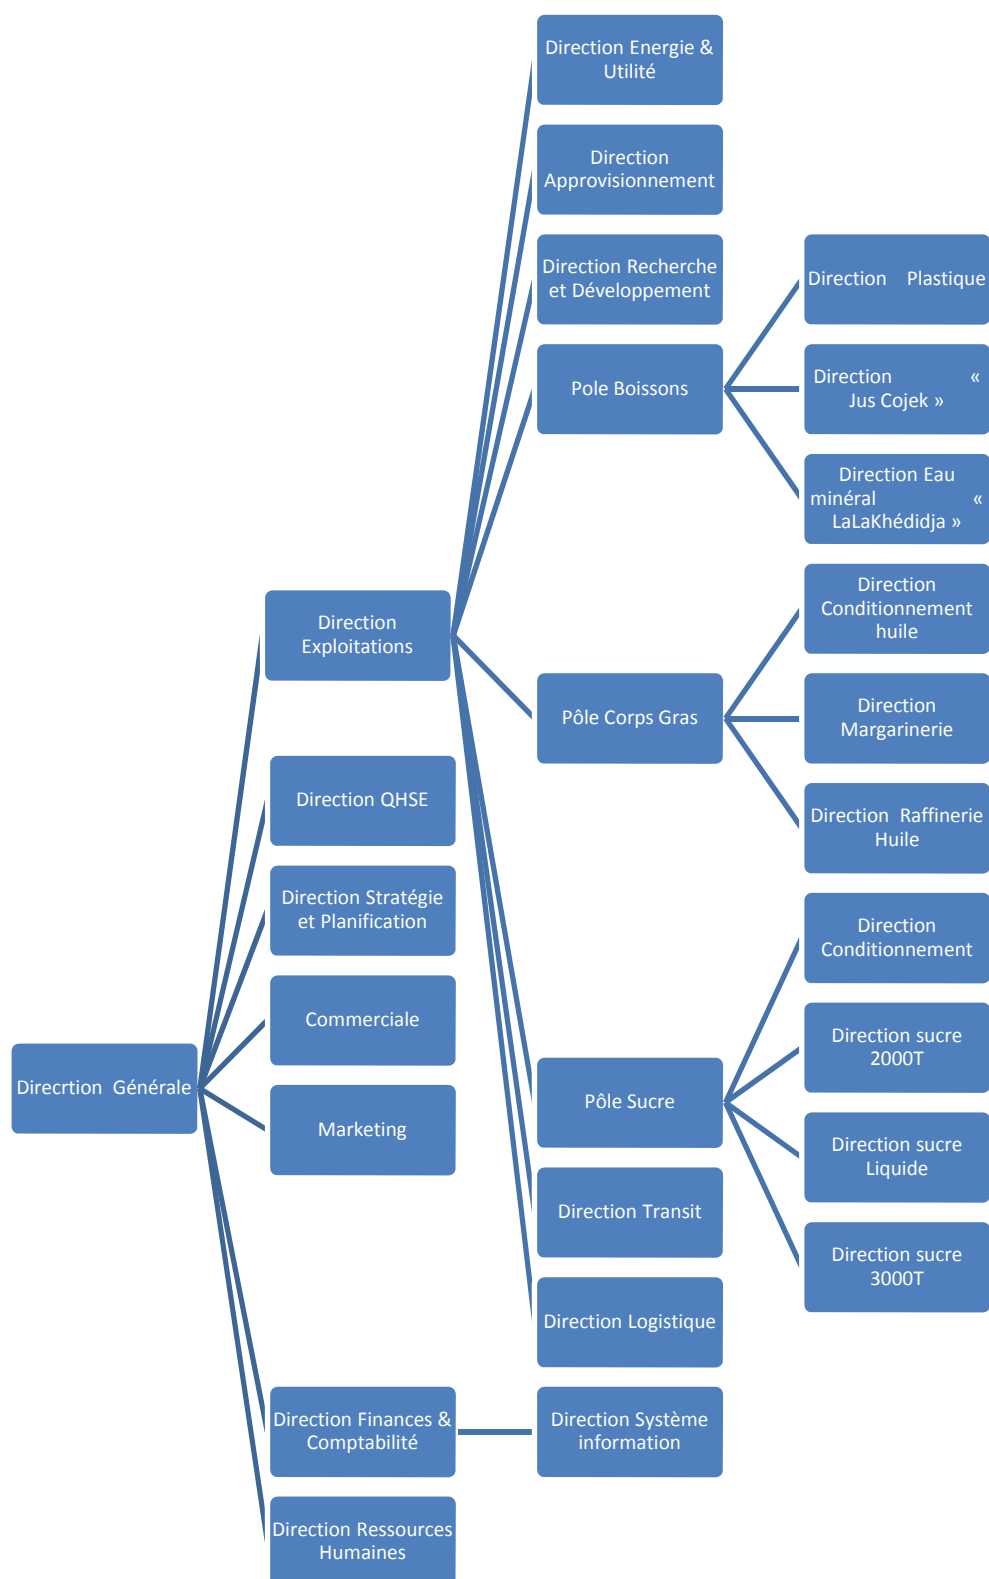 Direction Energie &
Utilité
Direction
Approvisionnement
Direction Recherche
et Développement
Direction Plastique
Pole Boissons
Direction «
Jus Cojek »
Direction Eau
minéral «
LaLaKhédidja »
Direction
Exploitations
Direction
Conditionnement
huile
Pôle Corps Gras
Direction
Margarinerie
Direction QHSE
Direction Raffinerie
Huile
Direction Stratégie
et Planification
Direction
Conditionnement
Commerciale
Direction sucre
2000T
Direcrtion Générale
Pôle Sucre
Marketing
Direction sucre
Liquide
Direction Transit
Direction sucre
3000T
Direction Logistique
Direction Finances &
Comptabilité
Direction Système
information
Direction Ressources
Humaines